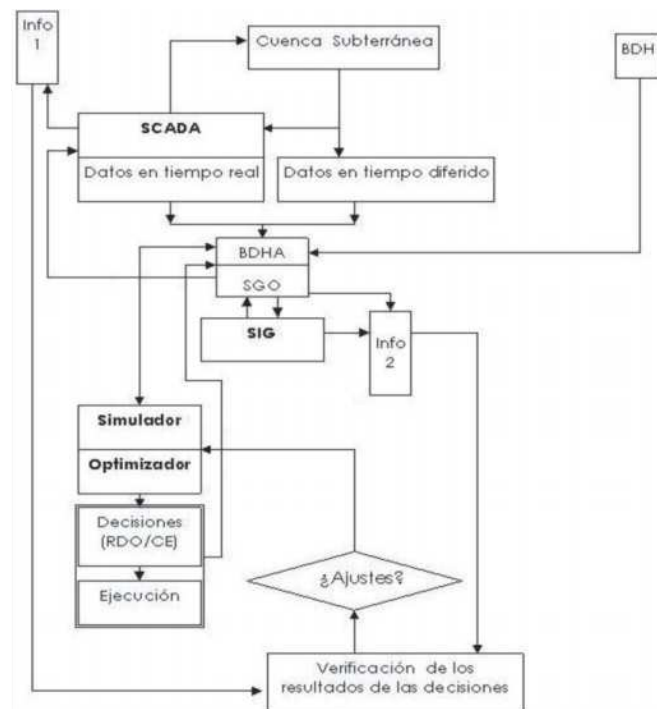 Info
1
Cuenca Subterránea
BDH
SCADA
Datos en tiempo real
Datos en tiempo diferido
BDHA
SGO
SIG
Info
2
Simulador
Optimizador
Decisiones
(RDO/CE)
Ejecución
¿Ajustes?
Verificación de los
resultados de las decisiones